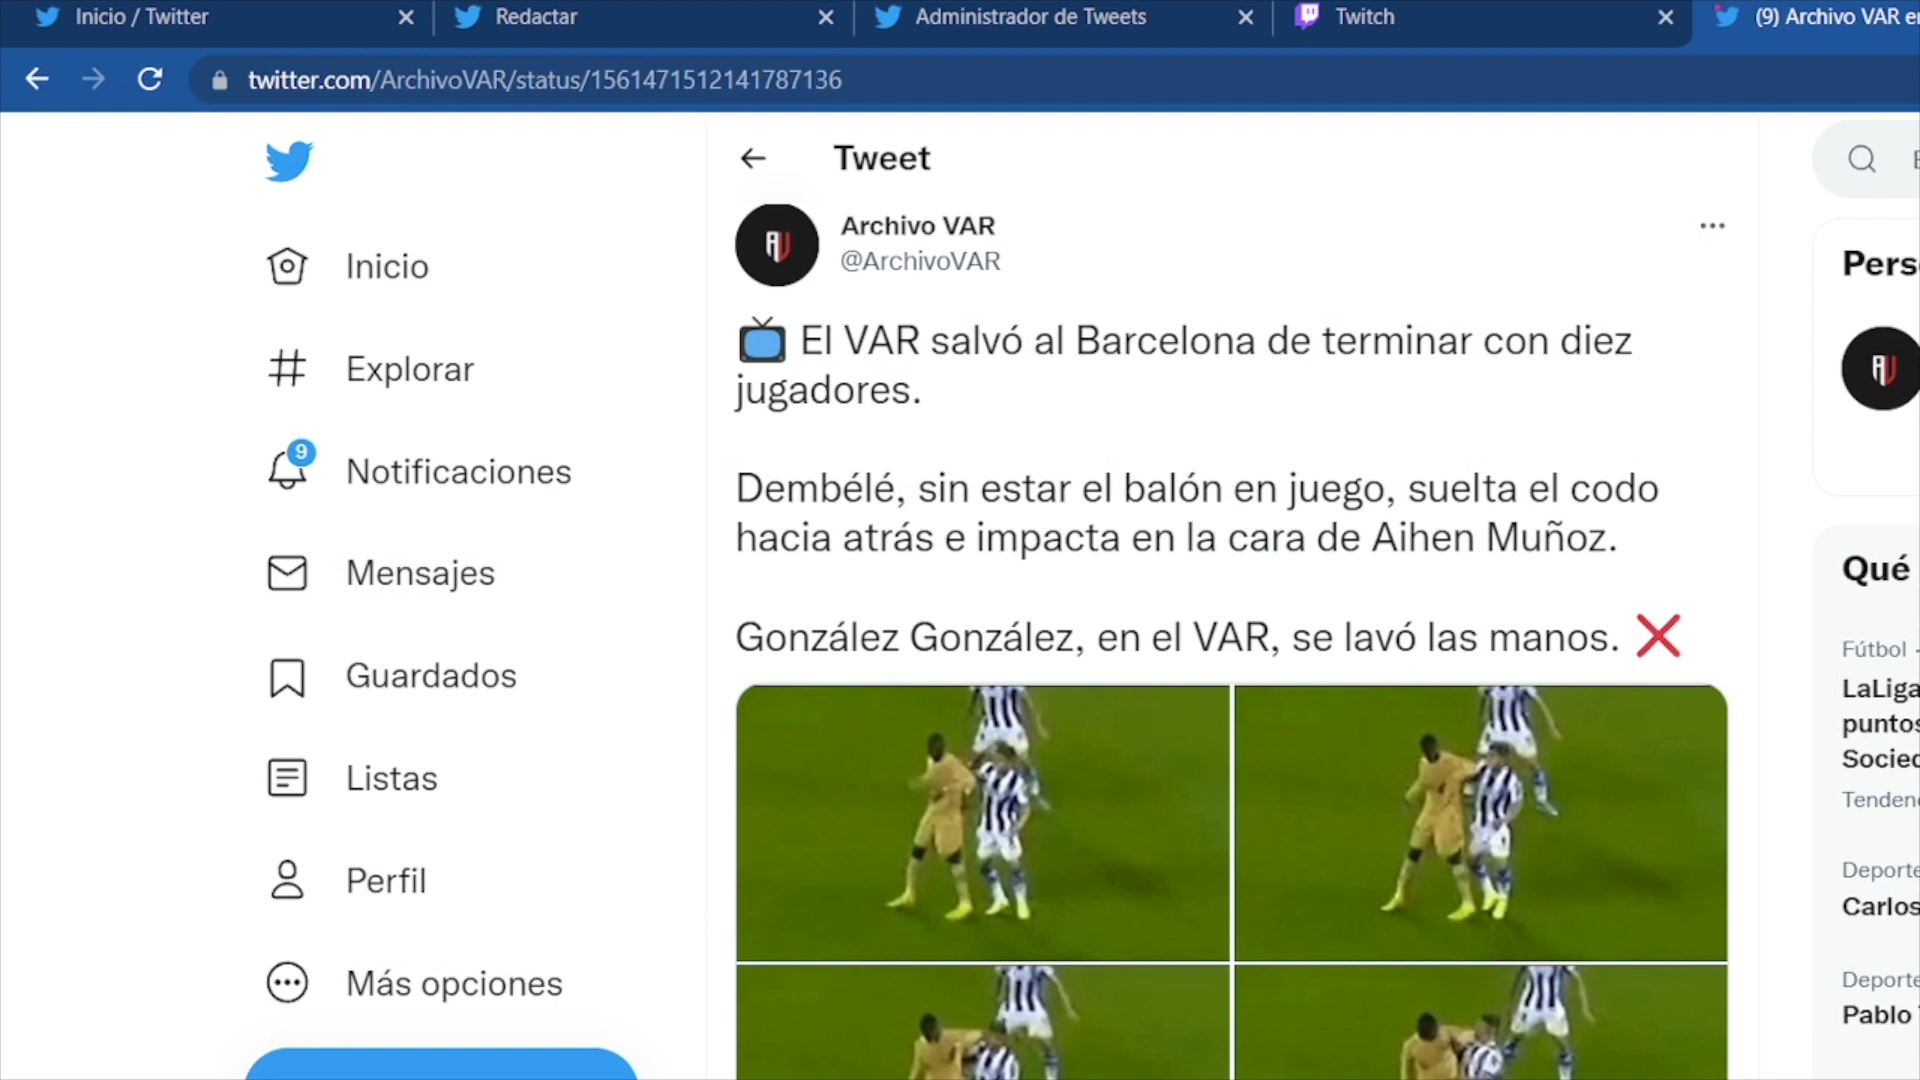 Inicio / Twitter
Redactar
Administrador de Tweets
Twitch
(9) Archivo VAR
twitter.com/ArchivoVAR/status/1561471512141787136
Tweet
Archivo VAR
@ArchivoVAR
El VAR salvó al Barcelona de terminar con diez
jugadores.
Dembélé, sin estar el balón en juego, suelta el codo
hacia atrás e impacta en la cara de Aihen Muñoz.
González González, en el VAR, se lavó las manos.
Inicio
Explorar
9
Notificaciones
Mensajes
Guardados
Listas
Perfil
Más opciones
Pers
Qué
Fútbol ·
LaLiga
puntos
Socied
Tenden
Deporte
Carlos
Deporte
Pablo